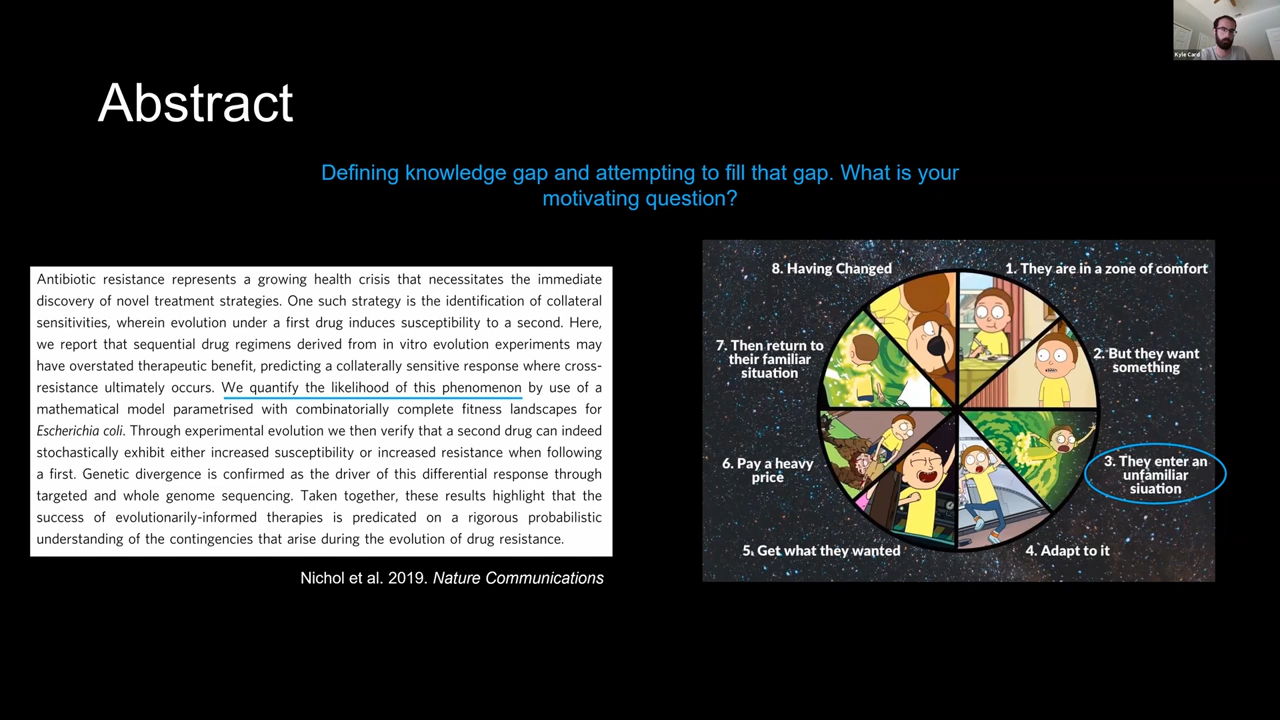 Kyle Card
Abstract
Defining knowledge gap and attempting to fill that gap. What is your
motivating question?
Antibiotic resistance represents a growing health crisis that necessitates the immediate
discovery of novel treatment strategies. One such strategy is the identification of collateral
sensitivities, wherein evolution under a first drug induces susceptibility to a second. Here,
we report that sequential drug regimens derived from in vitro evolution experiments may
have overstated therapeutic benefit, predicting a collaterally sensitive response where cross-
resistance ultimately occurs. We quantify the likelihood of this phenomenon by use of a
mathematical model parametrised with combinatorially complete fitness landscapes for
Escherichia coli. Through experimental evolution we then verify that a second drug can indeed
stochastically exhibit either increased susceptibility or increased resistance when following
a first. Genetic divergence is confirmed as the driver of this differential response through
targeted and whole genome sequencing. Taken together, these results highlight that the
success of evolutionarily-informed therapies is predicated on a rigorous probabilistic
understanding of the contingencies that arise during the evolution of drug resistance.
Nichol et al. 2019. Nature Communications
1. They are in a zone of comfort
2. But they want
something
3. They enter an
unfamiliar
siuation
4. Adapt to it
5. Get what they wanted
6. Pay a heavy
price
7. Then return to
their familiar
situation
8. Having Changed